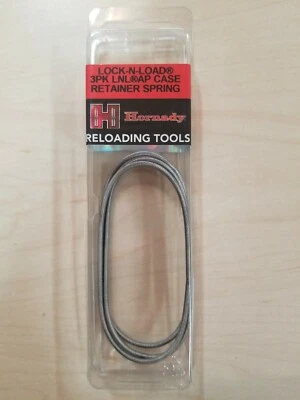 LOCK-N-LOAD®
3PK LNL®AP CASE
RETAINER SPRING
H Hornady
RELOADING TOOLS